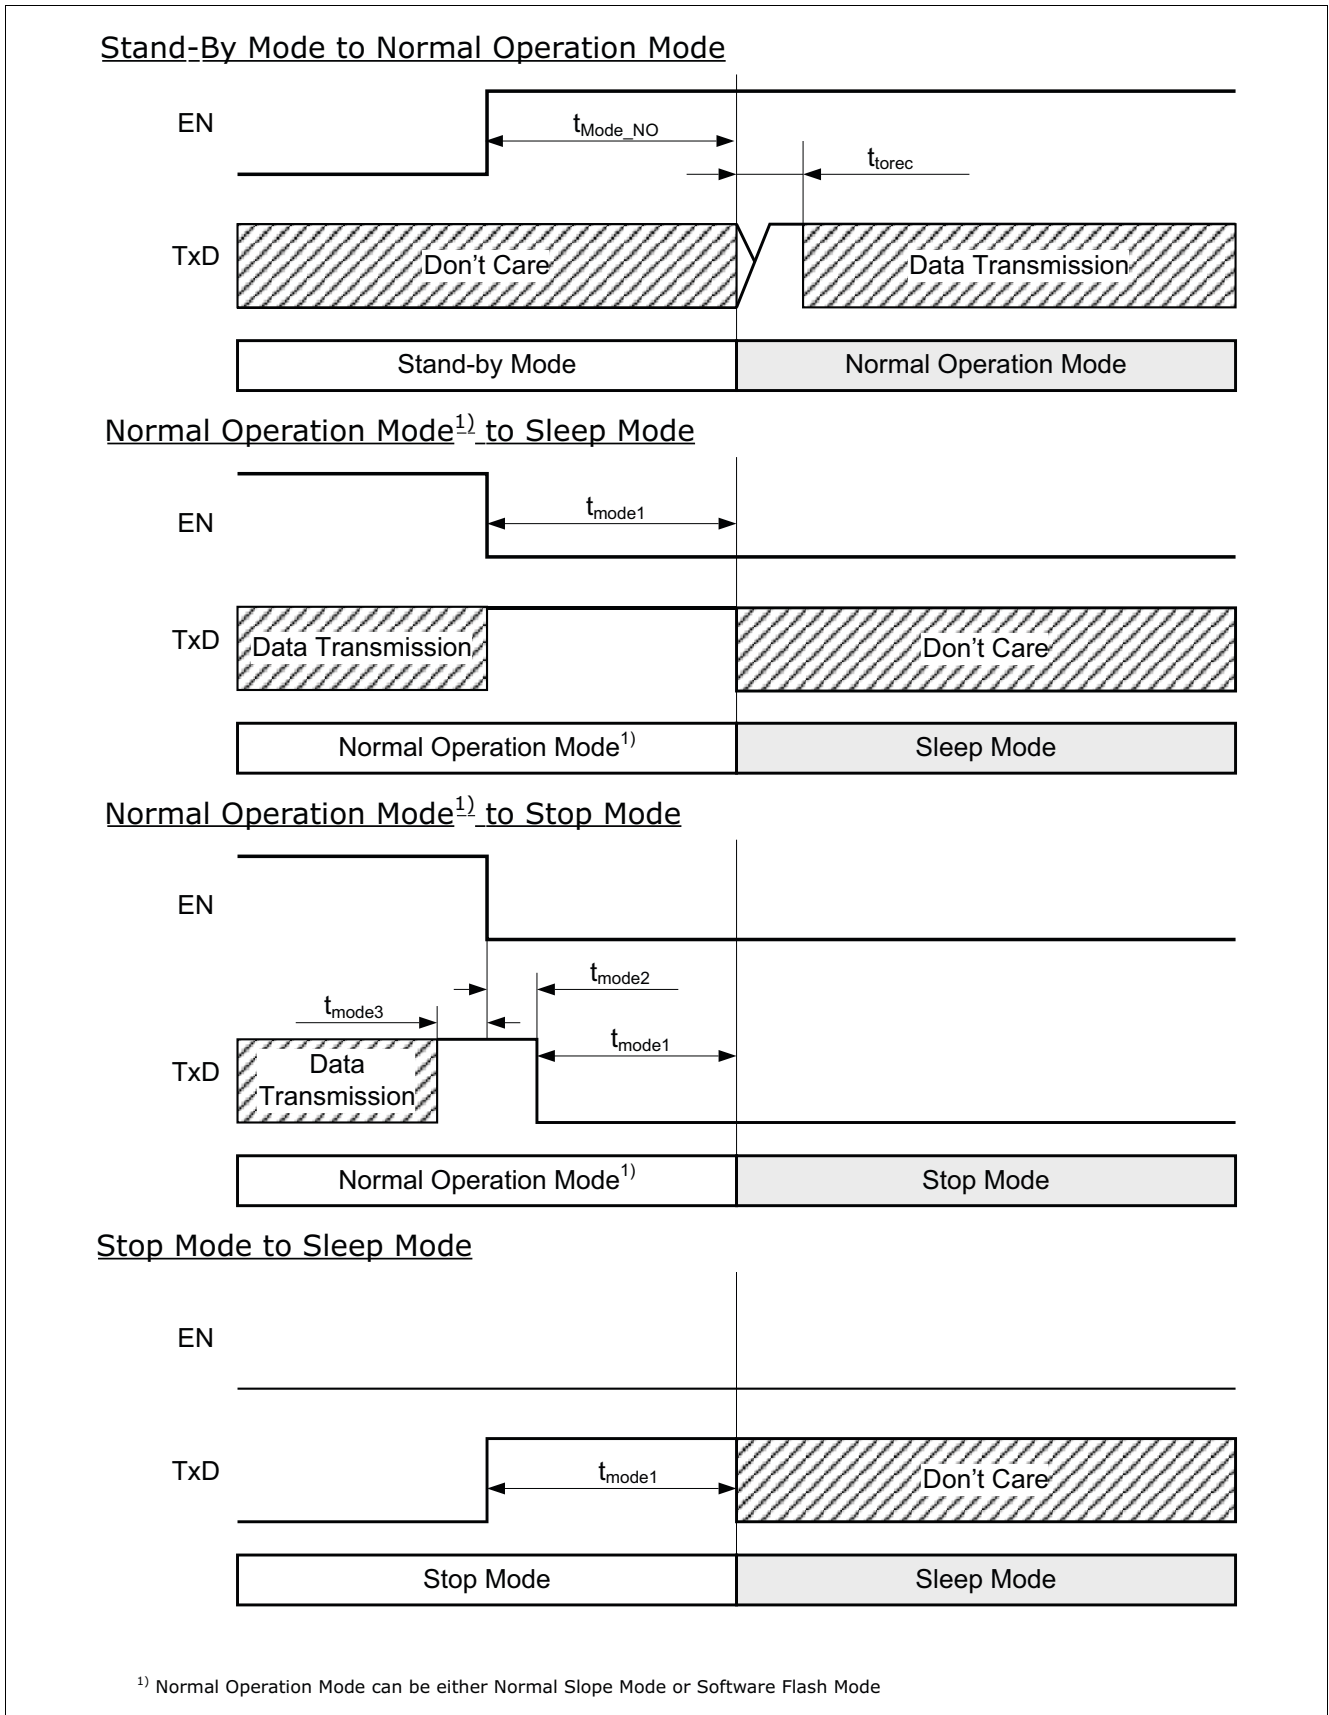 Stand-By Mode to Normal Operation Mode
EN
tMode_NO
ttorec
TxD
Don't Care
Data Transmission
Stand-by Mode
Normal Operation Mode
Normal Operation Mode1) to Sleep Mode
EN
tmode1
TxD
Data Transmission
Don't Care
Normal Operation Mode1)
Sleep Mode
Normal Operation Mode1) to Stop Mode
EN
tmode2
tmode3
tmode1
TxD
Data
Transmission
Normal Operation Mode1)
Stop Mode
Stop Mode to Sleep Mode
EN
TxD
tmode1
Don't Care
Stop Mode
Sleep Mode
1) Normal Operation Mode can be either Normal Slope Mode or Software Flash Mode